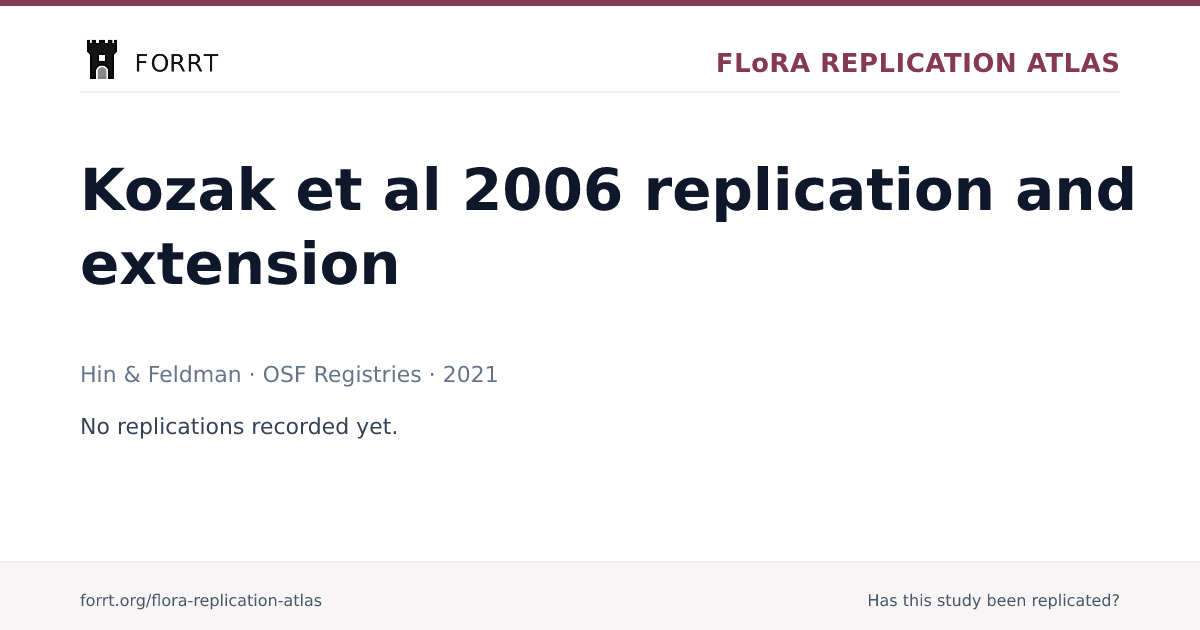 FORRT
FLoRA REPLICATION ATLAS
Kozak et al 2006 replication and
extension
Hin & Feldman · OSF Registries · 2021
No replications recorded yet.
forrt.org/flora-replication-atlas
Has this study been replicated?